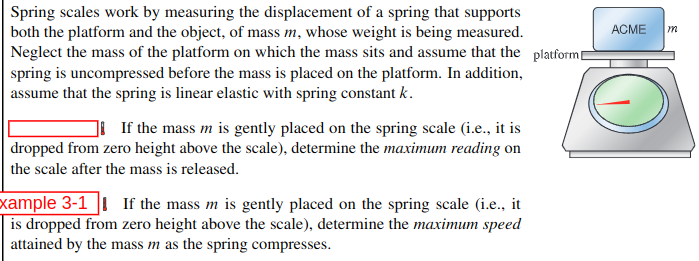 Spring scales work by measuring the displacement of a spring that supports
both the platform and the object, of mass m, whose weight is being measured.
Neglect the mass of the platform on which the mass sits and assume that the
spring is uncompressed before the mass is placed on the platform. In addition,
assume that the spring is linear elastic with spring constant k.
ACME m
platform
If the mass m is gently placed on the spring scale (i.e., it is
dropped from zero height above the scale), determine the maximum reading on
the scale after the mass is released.
xample 3-1 If the mass m is gently placed on the spring scale (i.e., it
is dropped from zero height above the scale), determine the maximum speed
attained by the mass m as the spring compresses.